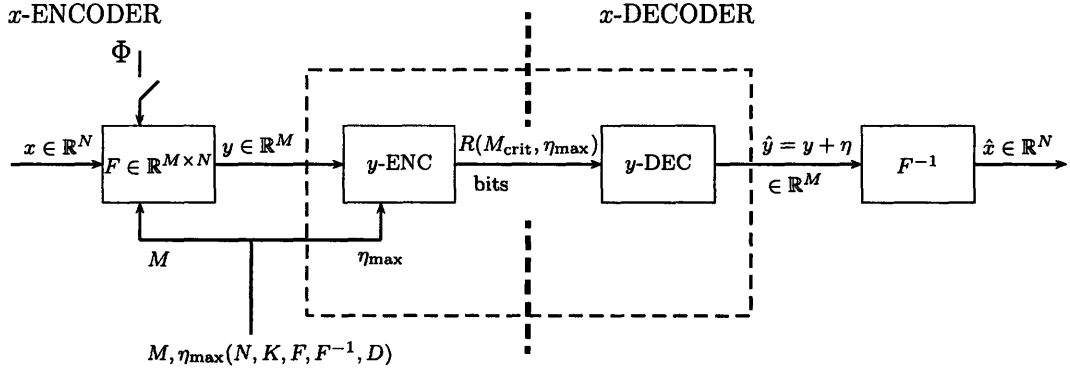 x-ENCODER
x-DECODER
Φ
x ∈ ℝ^N
F ∈ ℝ^{M×N}
y ∈ ℝ^M
y-ENC
R(M_crit, η_max)
bits
y-DEC
ŷ = y + η
∈ ℝ^M
F^{-1}
x̂ ∈ ℝ^N
M
η_max
M, η_max(N, K, F, F^{-1}, D)